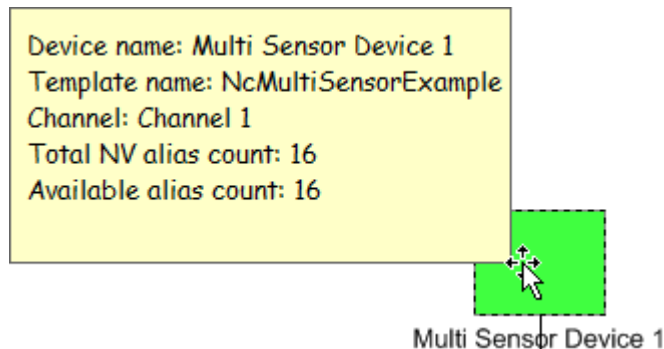 Device name: Multi Sensor Device 1
Template name: NcMultiSensorExample
Channel: Channel 1
Total NV alias count: 16
Available alias count: 16
Multi Sensor Device 1